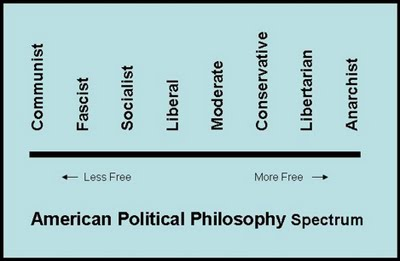 Communist
Fascist
Socialist
Liberal
Moderate
Conservative
Libertarian
Anarchist
Less Free
More Free
American Political Philosophy Spectrum